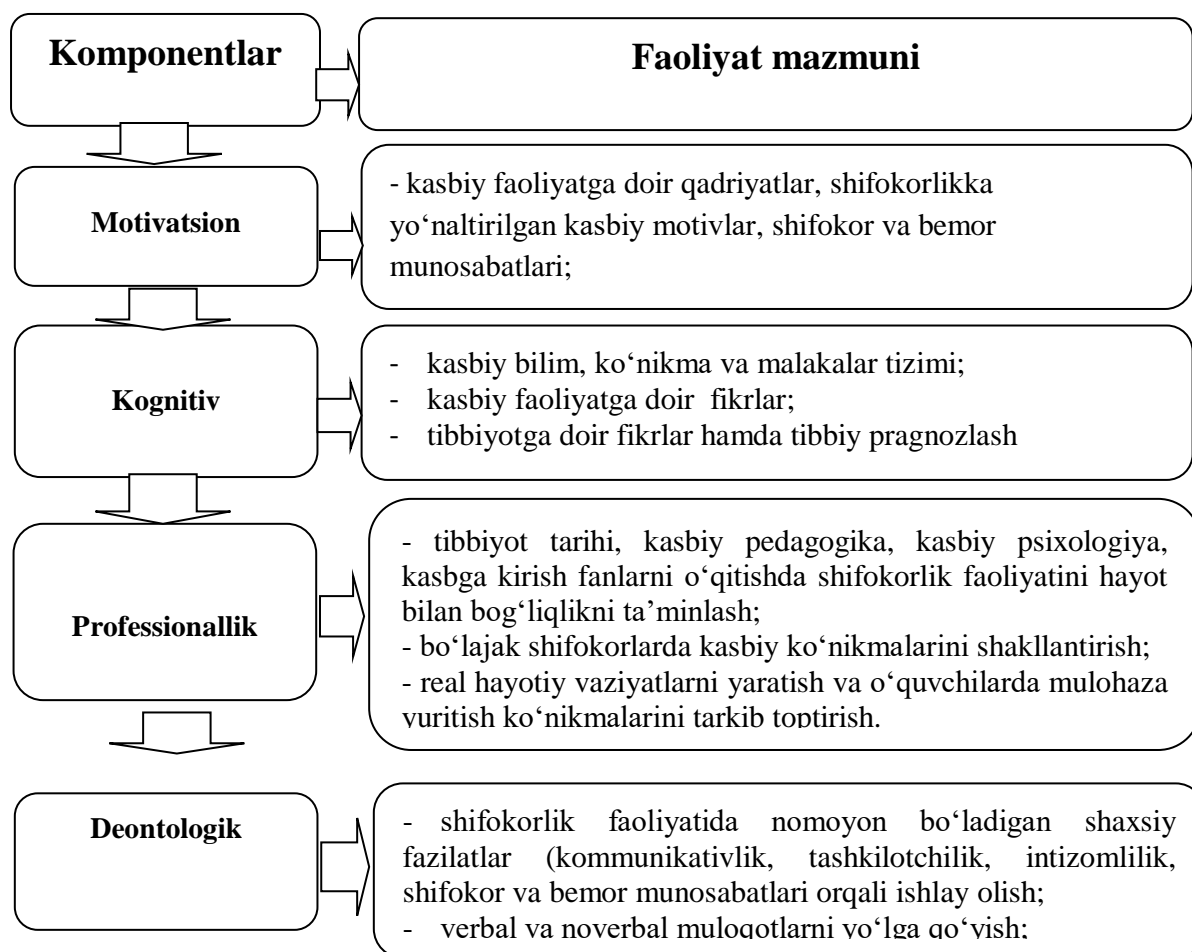 Komponentlar
Faoliyat mazmuni
Motivatsion
- kasbiy faoliyatga doir qadriyatlar, shifokorlikka
yo‘naltirilgan kasbiy motivlar, shifokor va bemor
munosabatlari;
Kognitiv
- kasbiy bilim, ko‘nikma va malakalar tizimi;
- kasbiy faoliyatga doir fikrlar;
- tibbiyotga doir fikrlar hamda tibbiy pragnozlash
Professionallik
- tibbiyot tarihi, kasbiy pedagogika, kasbiy psixologiya,
kasbga kirish fanlarni o‘qitishda shifokorlik faoliyatini hayot
bilan bog‘liqlikni ta’minlash;
- bo‘lajak shifokorlarda kasbiy ko‘nikmalarini shakllantirish;
- real hayotiy vaziyatlarni yaratish va o‘quvchilarda mulohaza
yuritish ko‘nikmalarini tarkib toptirish.
Deontologik
- shifokorlik faoliyatida nomoyon bo‘ladigan shaxsiy
fazilatlar (kommunikativlik, tashkilotchilik, intizomlilik,
shifokor va bemor munosabatlari orqali ishlay olish;
- verbal va noverbal muloqotlarni yo‘lga qo‘yish;